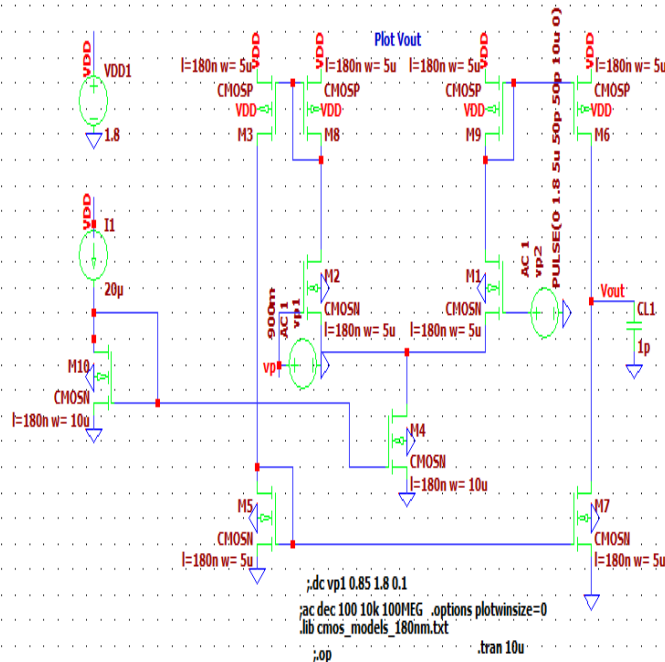 Plot Vout
VDD
VDD
VDD
VDD
VDD
l=180n w= 5u
l=180n w= 5u
l=180n w= 5u
l=180n w= 5u
VDD1
1.8
CMOSP
CMOSP
CMOSP
CMOSP
VDD
VDD
VDD
VDD
M3
M8
M9
M6
PULSE(0 1.8 5u 50p 50p 10u 0)
VDD
I1
20µ
M2
M1
AC 1
vp2
Vout
CMOSN
CMOSN
900m
AC 1
vp1
l=180n w= 5u
l=180n w= 5u
CL1
1p
vp
M10
CMOSN
l=180n w= 10u
M4
CMOSN
l=180n w= 10u
M5
M7
CMOSN
CMOSN
l=180n w= 5u
l=180n w= 5u
;.dc vp1 0.85 1.8 0.1
;ac dec 100 10k 100MEG .options plotwinsize=0
.lib cmos_models_180nm.txt
;.op
.tran 10u